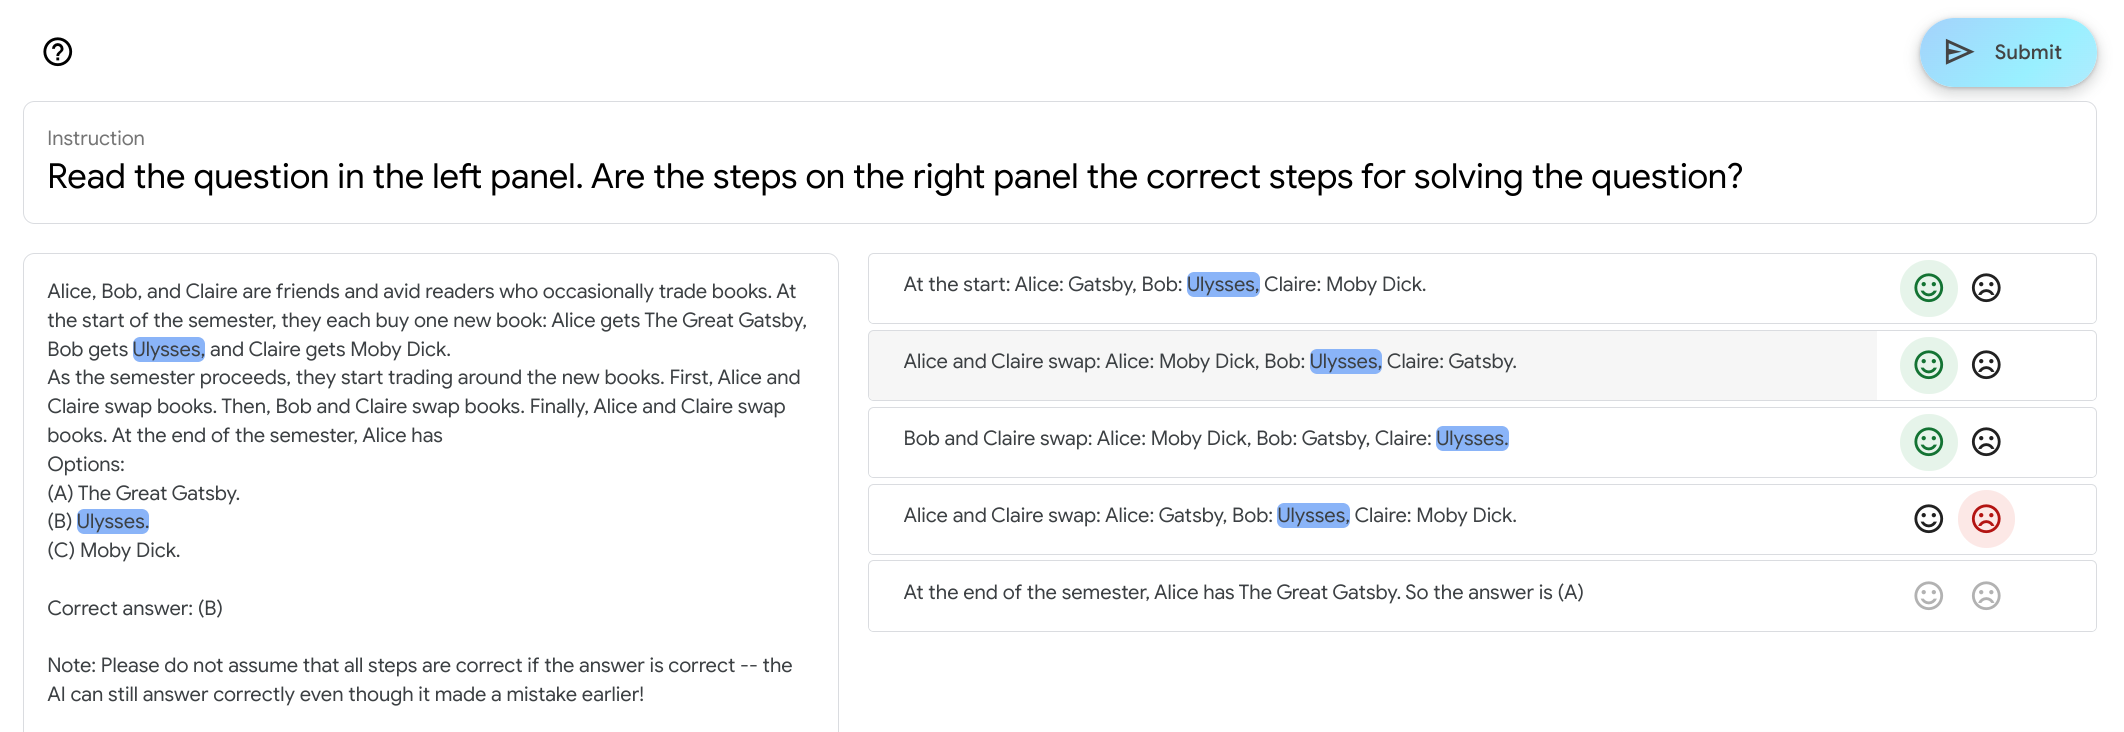 Submit
Instruction
Read the question in the left panel. Are the steps on the right panel the correct steps for solving the question?
Alice, Bob, and Claire are friends and avid readers who occasionally trade books. At
the start of the semester, they each buy one new book: Alice gets The Great Gatsby,
Bob gets Ulysses, and Claire gets Moby Dick.
As the semester proceeds, they start trading around the new books. First, Alice and
Claire swap books. Then, Bob and Claire swap books. Finally, Alice and Claire swap
books. At the end of the semester, Alice has
Options:
(A) The Great Gatsby.
(B) Ulysses.
(C) Moby Dick.
Correct answer: (B)
Note: Please do not assume that all steps are correct if the answer is correct -- the
AI can still answer correctly even though it made a mistake earlier!
At the start: Alice: Gatsby, Bob: Ulysses, Claire: Moby Dick.
Alice and Claire swap: Alice: Moby Dick, Bob: Ulysses, Claire: Gatsby.
Bob and Claire swap: Alice: Moby Dick, Bob: Gatsby, Claire: Ulysses.
Alice and Claire swap: Alice: Gatsby, Bob: Ulysses, Claire: Moby Dick.
At the end of the semester, Alice has The Great Gatsby. So the answer is (A)